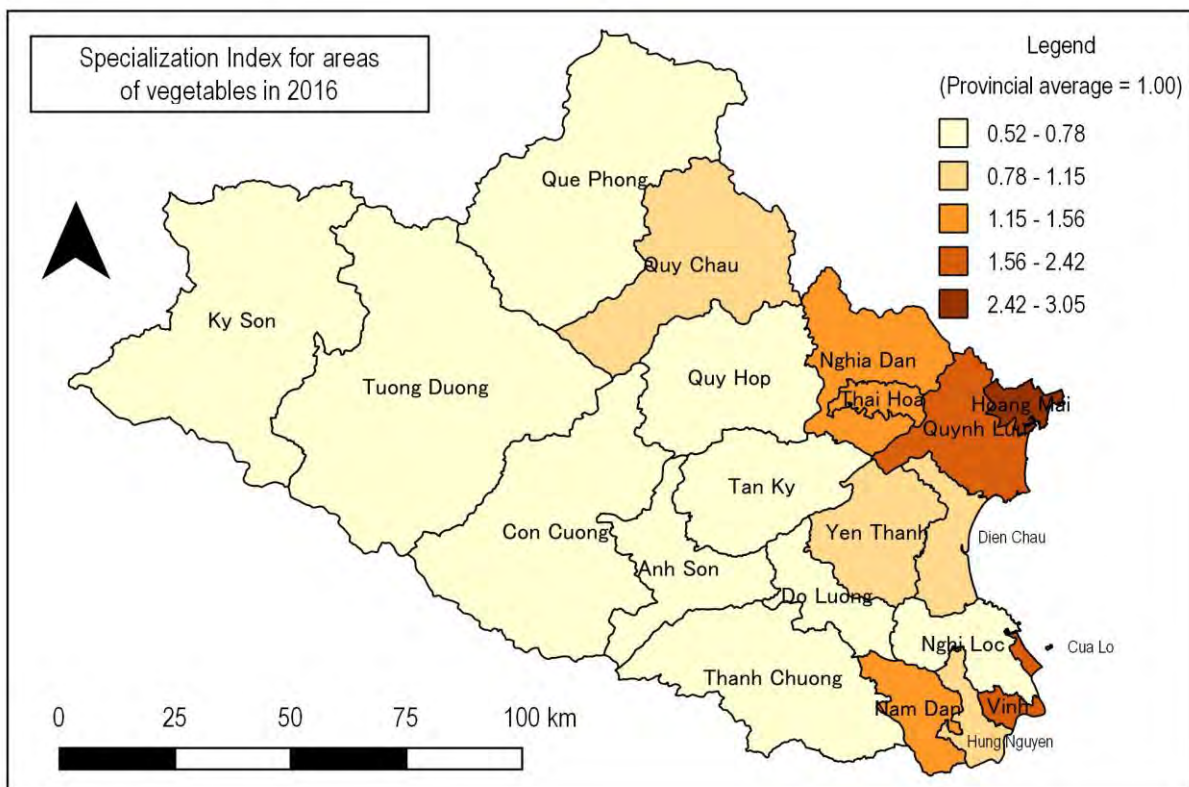 Specialization Index for areas
of vegetables in 2016
Legend
(Provincial average = 1.00)
0.52 - 0.78
0.78 - 1.15
1.15 - 1.56
1.56 - 2.42
2.42 - 3.05
Que Phong
Quy Chau
Ky Son
Tuong Duong
Quy Hop
Nghia Dan
Thai Hoa
Hoang Mai
Quynh Luu
Tan Ky
Con Cuong
Yen Thanh
Dien Chau
Anh Son
Do Luong
Nghi Loc
Cua Lo
Thanh Chuong
Nam Dan
Vinh
Hung Nguyen
0 25 50 75 100 km